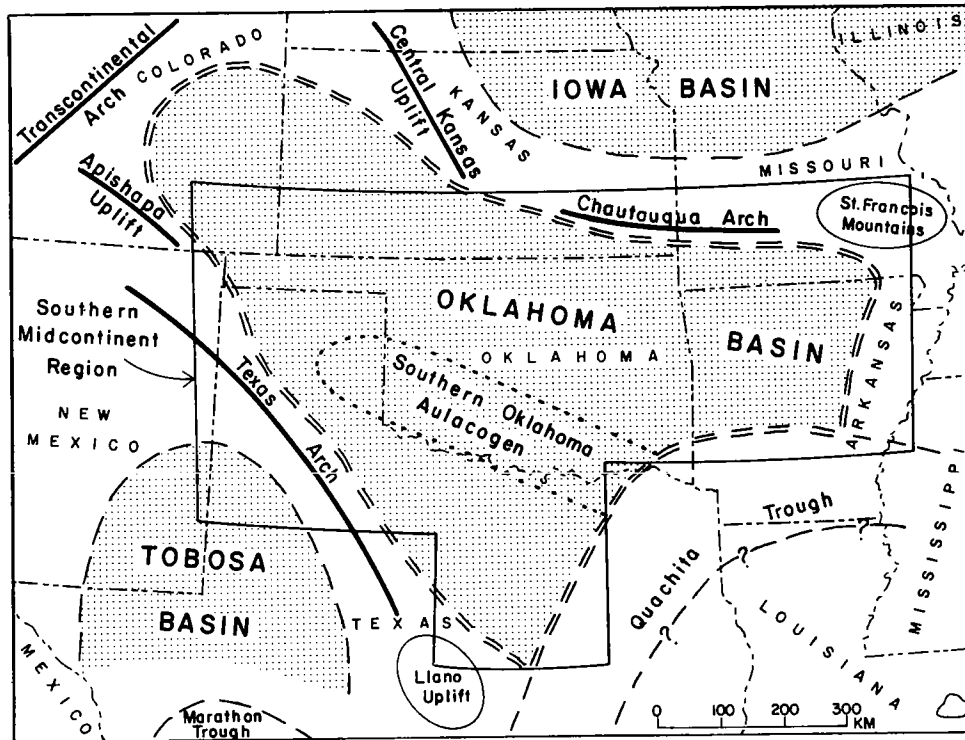 Transcontinental
Arch
COLORADO
Central Kansas
Uplift
KANSAS
IOWA BASIN
ILLINOIS
?
MISSOURI
Apishapa
Uplift
Chautauqua Arch
St. Francois
Mountains
Southern
Midcontinent
Region
OKLAHOMA
BASIN
OKLAHOMA
ARKANSAS
Texas
Arch
Southern Oklahoma
Aulacogen
NEW
MEXICO
TOBOSA
BASIN
TEXAS
Ouachita
Trough
?
?
?
MISSISSIPPI
LOUISIANA
MEXICO
Llano
Uplift
Marathon
Trough
0 100 200 300
KM